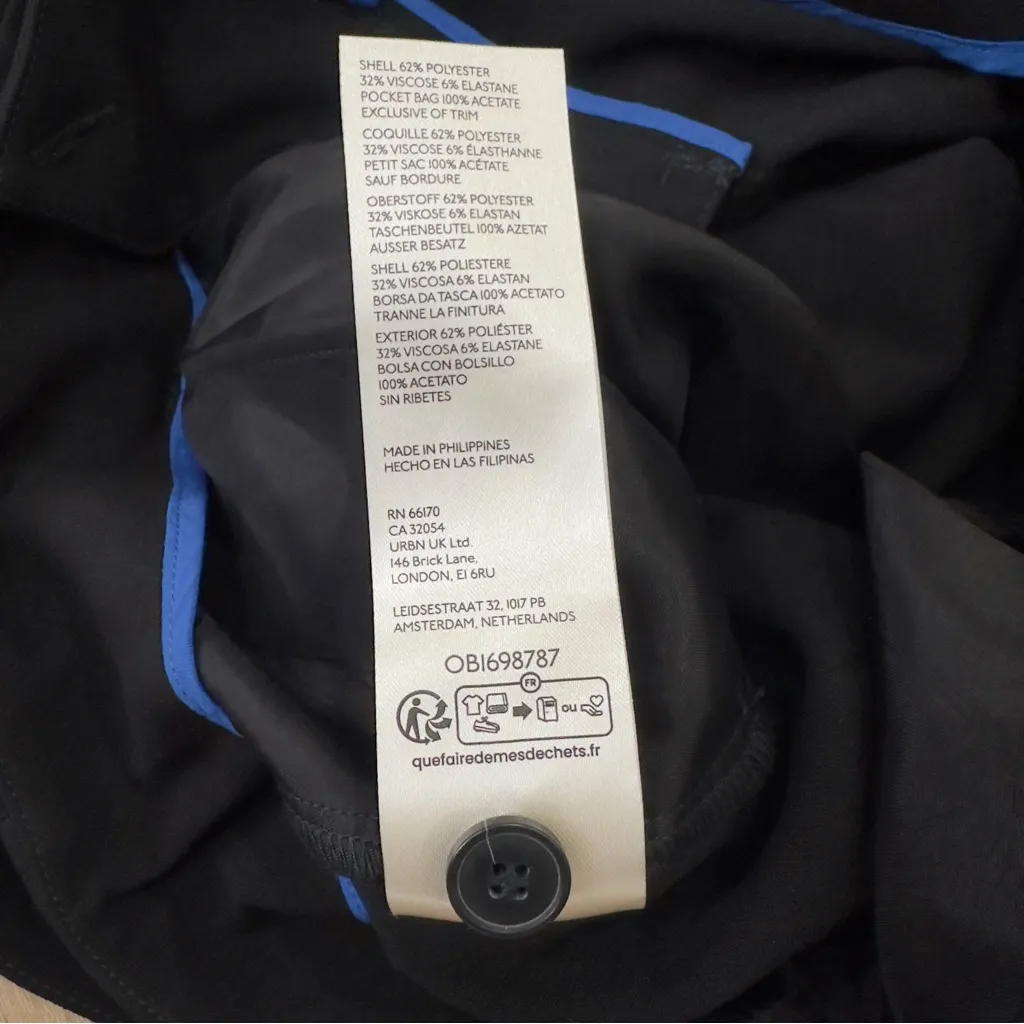 SHELL 62% POLYESTER
32% VISCOSE 6% ELASTANE
POCKET BAG 100% ACETATE
EXCLUSIVE OF TRIM
COQUILLE 62% POLYESTER
32% VISCOSE 6% ÉLASTHANNE
PETIT SAC 100% ACÉTATE
SAUF BORDURE
OBERSTOFF 62% POLYESTER
32% VISKOSE 6% ELASTAN
TASCHENBEUTEL 100% AZETAT
AUSSER BESATZ
SHELL 62% POLIESTERE
32% VISCOSA 6% ELASTAN
BORSA DA TASCA 100% ACETATO
TRANNE LA FINITURA
EXTERIOR 62% POLIÉSTER
32% VISCOSA 6% ELASTANE
BOLSA CON BOLSILLO
100% ACETATO
SIN RIBETES
MADE IN PHILIPPINES
HECHO EN LAS FILIPINAS
RN 66170
CA 32054
URBN UK Ltd.
146 Brick Lane,
LONDON, E1 6RU
LEIDSESTRAAT 32, 1017 PB
AMSTERDAM, NETHERLANDS
OB1698787
FR
ou
quefairedemesdechets.fr